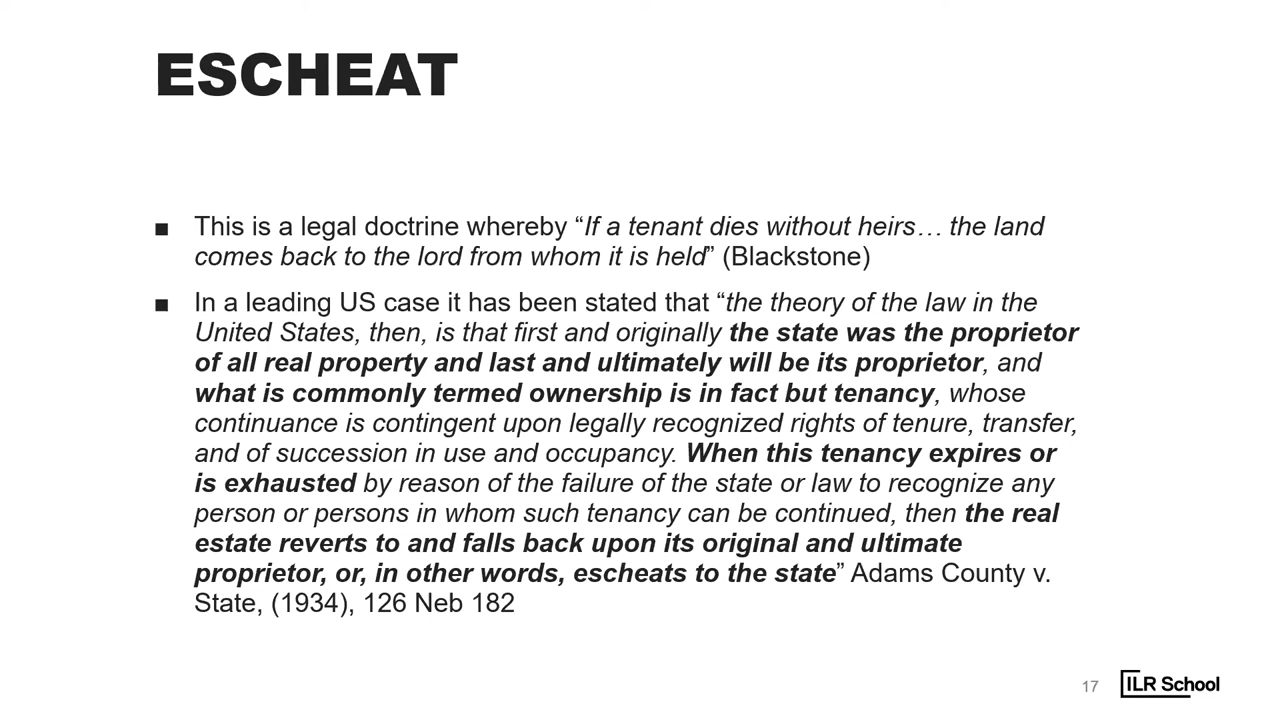 ESCHEAT
■ This is a legal doctrine whereby “If a tenant dies without heirs… the land
comes back to the lord from whom it is held” (Blackstone)
■ In a leading US case it has been stated that “the theory of the law in the
United States, then, is that first and originally the state was the proprietor
of all real property and last and ultimately will be its proprietor, and
what is commonly termed ownership is in fact but tenancy, whose
continuance is contingent upon legally recognized rights of tenure, transfer,
and of succession in use and occupancy. When this tenancy expires or
is exhausted by reason of the failure of the state or law to recognize any
person or persons in whom such tenancy can be continued, then the real
estate reverts to and falls back upon its original and ultimate
proprietor, or, in other words, escheats to the state” Adams County v.
State, (1934), 126 Neb 182
17
ILR School